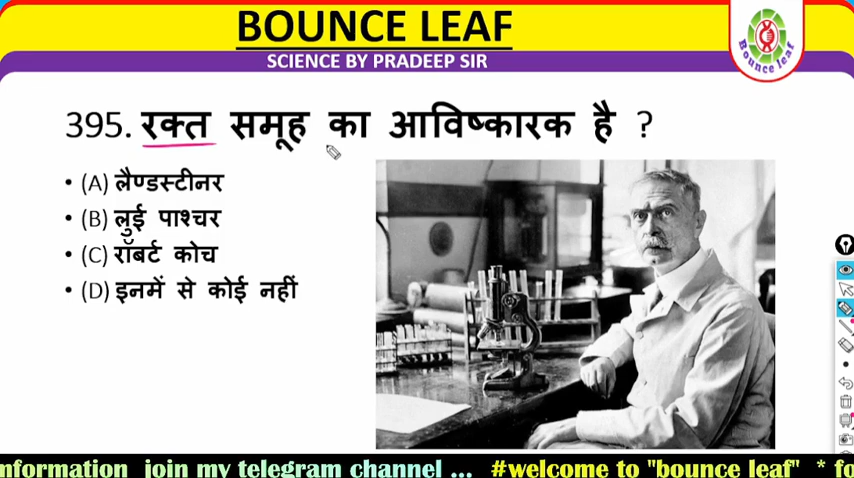 BOUNCE LEAF
SCIENCE BY PRADEEP SIR
Bounce leaf
395. रक्त समूह का आविष्कारक है ?
• (A) लैण्डस्टीनर
• (B) लुई पाश्चर
• (C) रॉबर्ट कोच
• (D) इनमें से कोई नहीं
nformation join my telegram channel ... #welcome to "bounce leaf" * fo